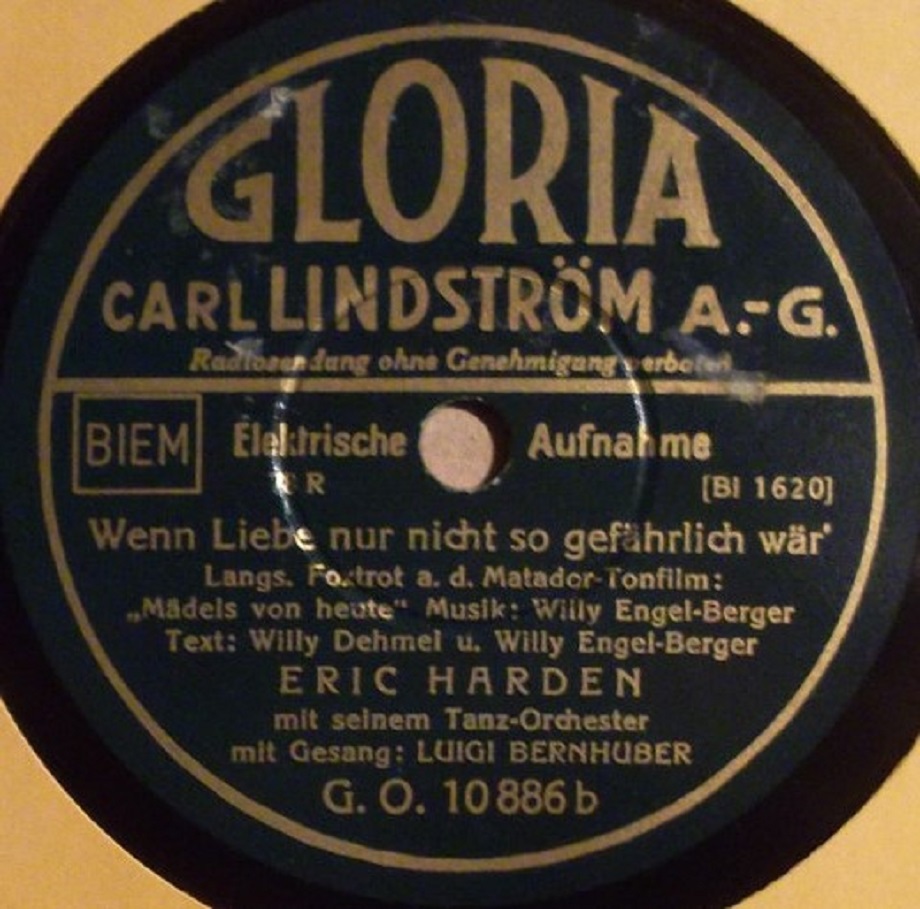 GLORIA
CARL LINDSTRÖM A.-G.
Radiosendung ohne Genehmigung verboten
BIEM Elektrische Aufnahme
R [BI 1620]
Wenn Liebe nur nicht so gefährlich wär'
Langs. Foxtrot a. d. Matador-Tonfilm:
„Mädels von heute“ Musik: Willy Engel-Berger
Text: Willy Dehmel u. Willy Engel-Berger
ERIC HARDEN
mit seinem Tanz-Orchester
mit Gesang: LUIGI BERNHUBER
G. O. 10886 b